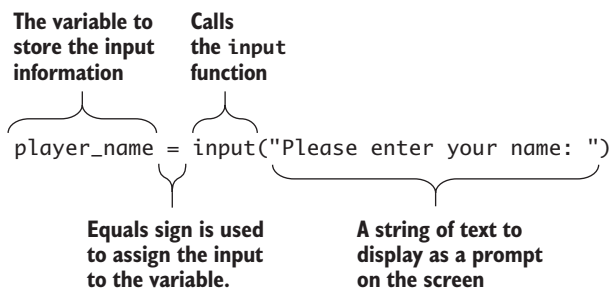 The variable to
store the input
information
Calls
the input
function
player_name = input("Please enter your name: ")
Equals sign is used
to assign the input
to the variable.
A string of text to
display as a prompt
on the screen